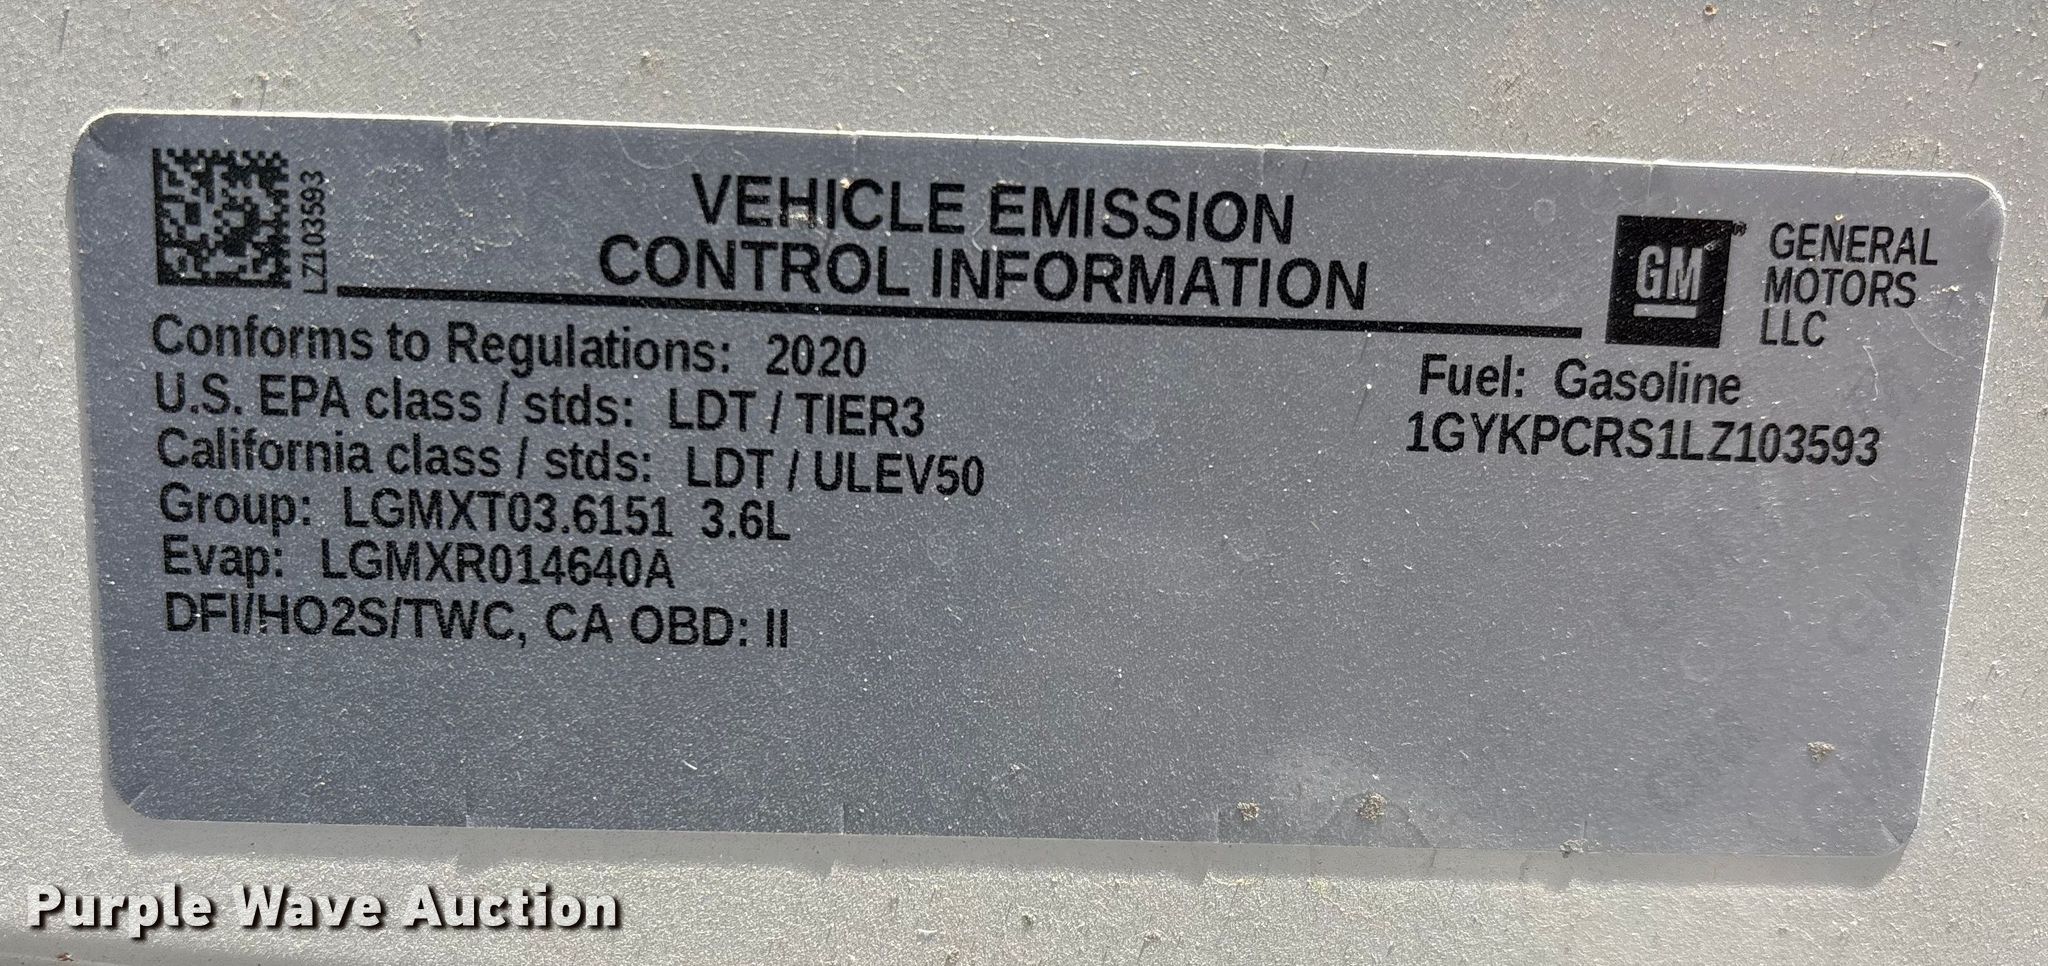 LZ103593
VEHICLE EMISSION
CONTROL INFORMATION
GM®
GENERAL
MOTORS
LLC
Conforms to Regulations: 2020
U.S. EPA class / stds: LDT / TIER3
California class / stds: LDT / ULEV50
Group: LGMXT03.6151 3.6L
Evap: LGMXR014640A
DFI/HO2S/TWC, CA OBD: II
Fuel: Gasoline
1GYKPCRS1LZ103593
Purple Wave Auction